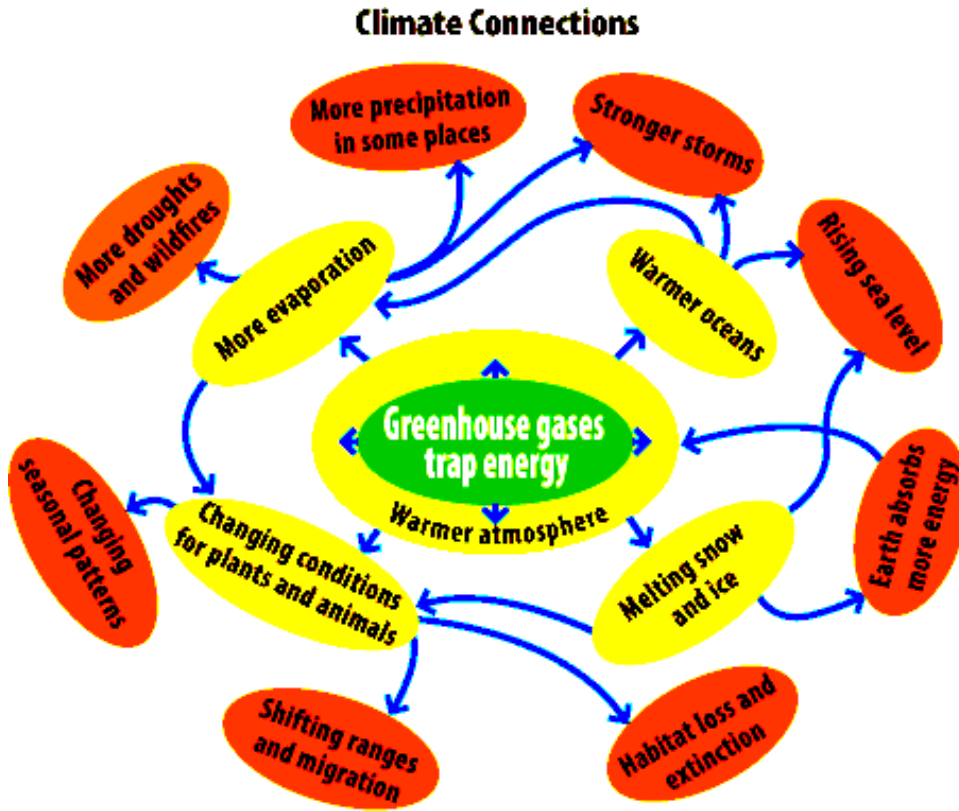 Climate Connections
More precipitation
in some places
Stronger storms
More droughts
and wildfires
More evaporation
Warmer oceans
Rising sea level
Greenhouse gases
trap energy
Warmer atmosphere
Changing
seasonal patterns
Changing conditions
for plants and animals
Melting snow
and ice
Earth absorbs
more energy
Shifting ranges
and migration
Habitat loss and
extinction